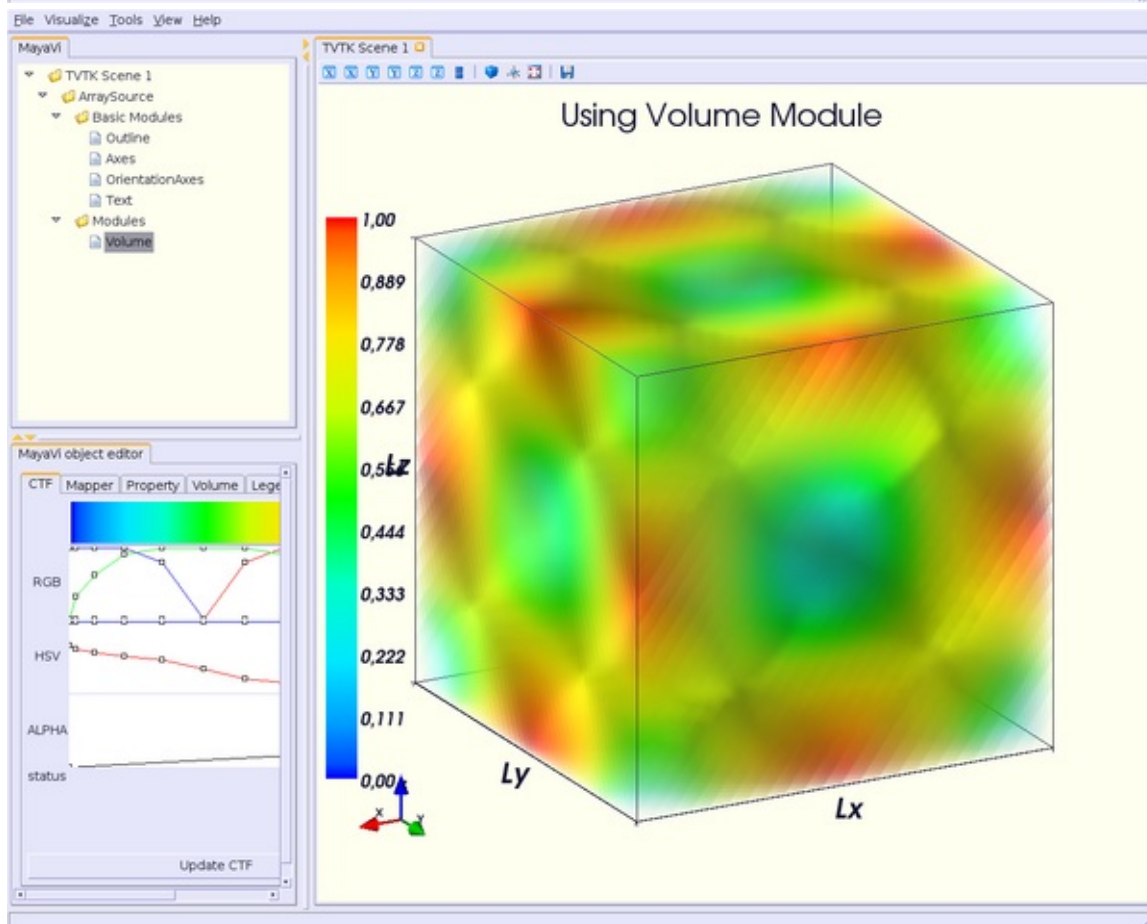 File Visualize Tools View Help
MayaVi
TVTK Scene 1
ArraySource
Basic Modules
Outline
Axes
OrientationAxes
Text
Modules
Volume
MayaVi object editor
CTF Mapper Property Volume Lege
RGB
HSV
ALPHA
status
Update CTF
TVTK Scene 1
X X Y Y Z Z
Using Volume Module
1,00
0,889
0,778
0,667
Lz
0,444
0,333
0,222
0,111
0,00
X Y
Ly
Lx